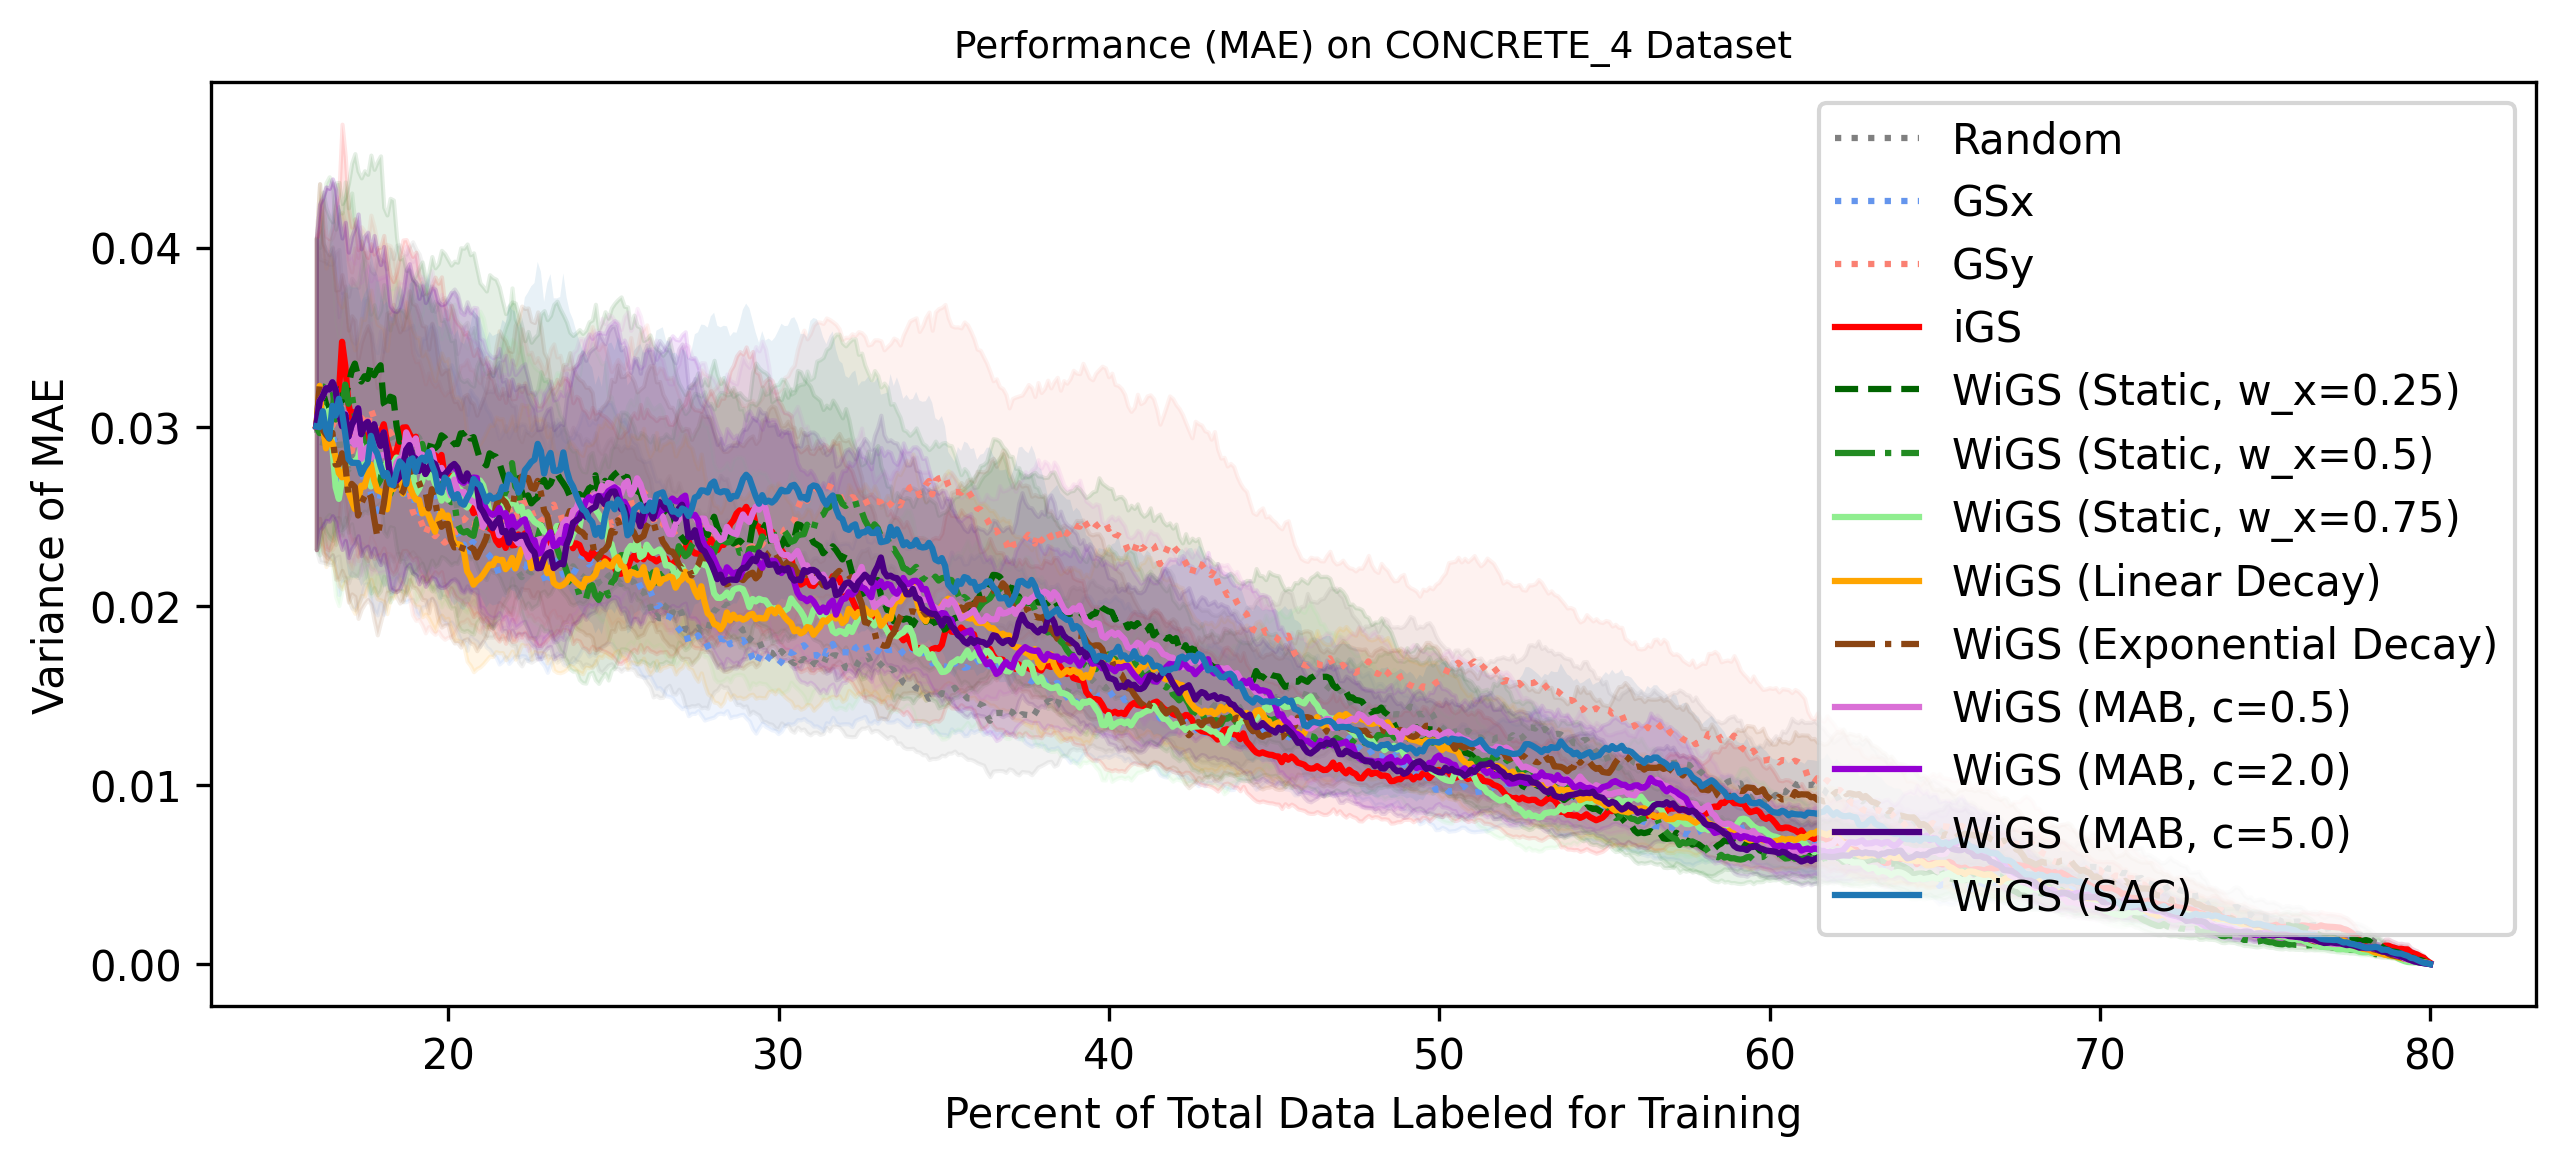 Performance (MAE) on CONCRETE_4 Dataset
Variance of MAE
0.04
0.03
0.02
0.01
0.00
Random
GSx
GSy
iGS
WiGS (Static, w_x=0.25)
WiGS (Static, w_x=0.5)
WiGS (Static, w_x=0.75)
WiGS (Linear Decay)
WiGS (Exponential Decay)
WiGS (MAB, c=0.5)
WiGS (MAB, c=2.0)
WiGS (MAB, c=5.0)
WiGS (SAC)
20 30 40 50 60 70 80
Percent of Total Data Labeled for Training